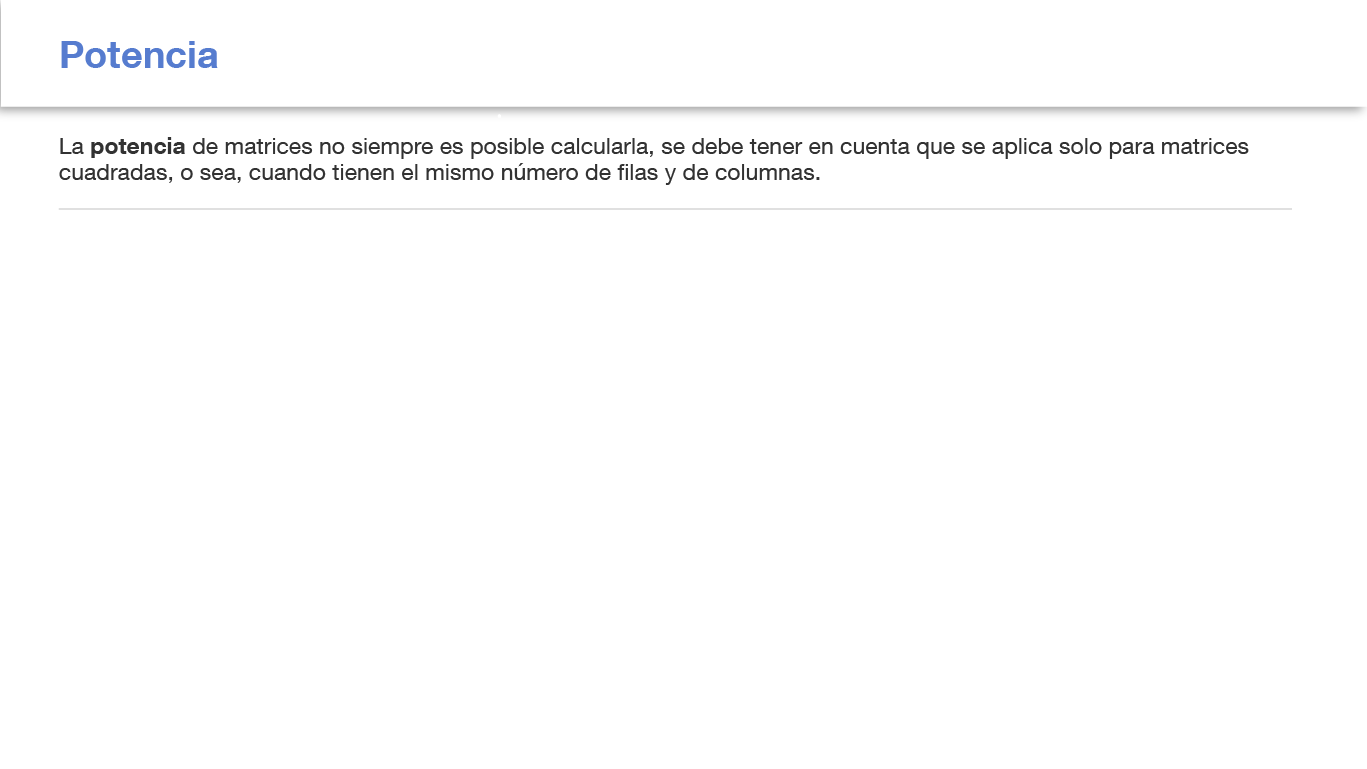 Potencia
La potencia de matrices no siempre es posible calcularla, se debe tener en cuenta que se aplica solo para matrices
cuadradas, o sea, cuando tienen el mismo número de filas y de columnas.